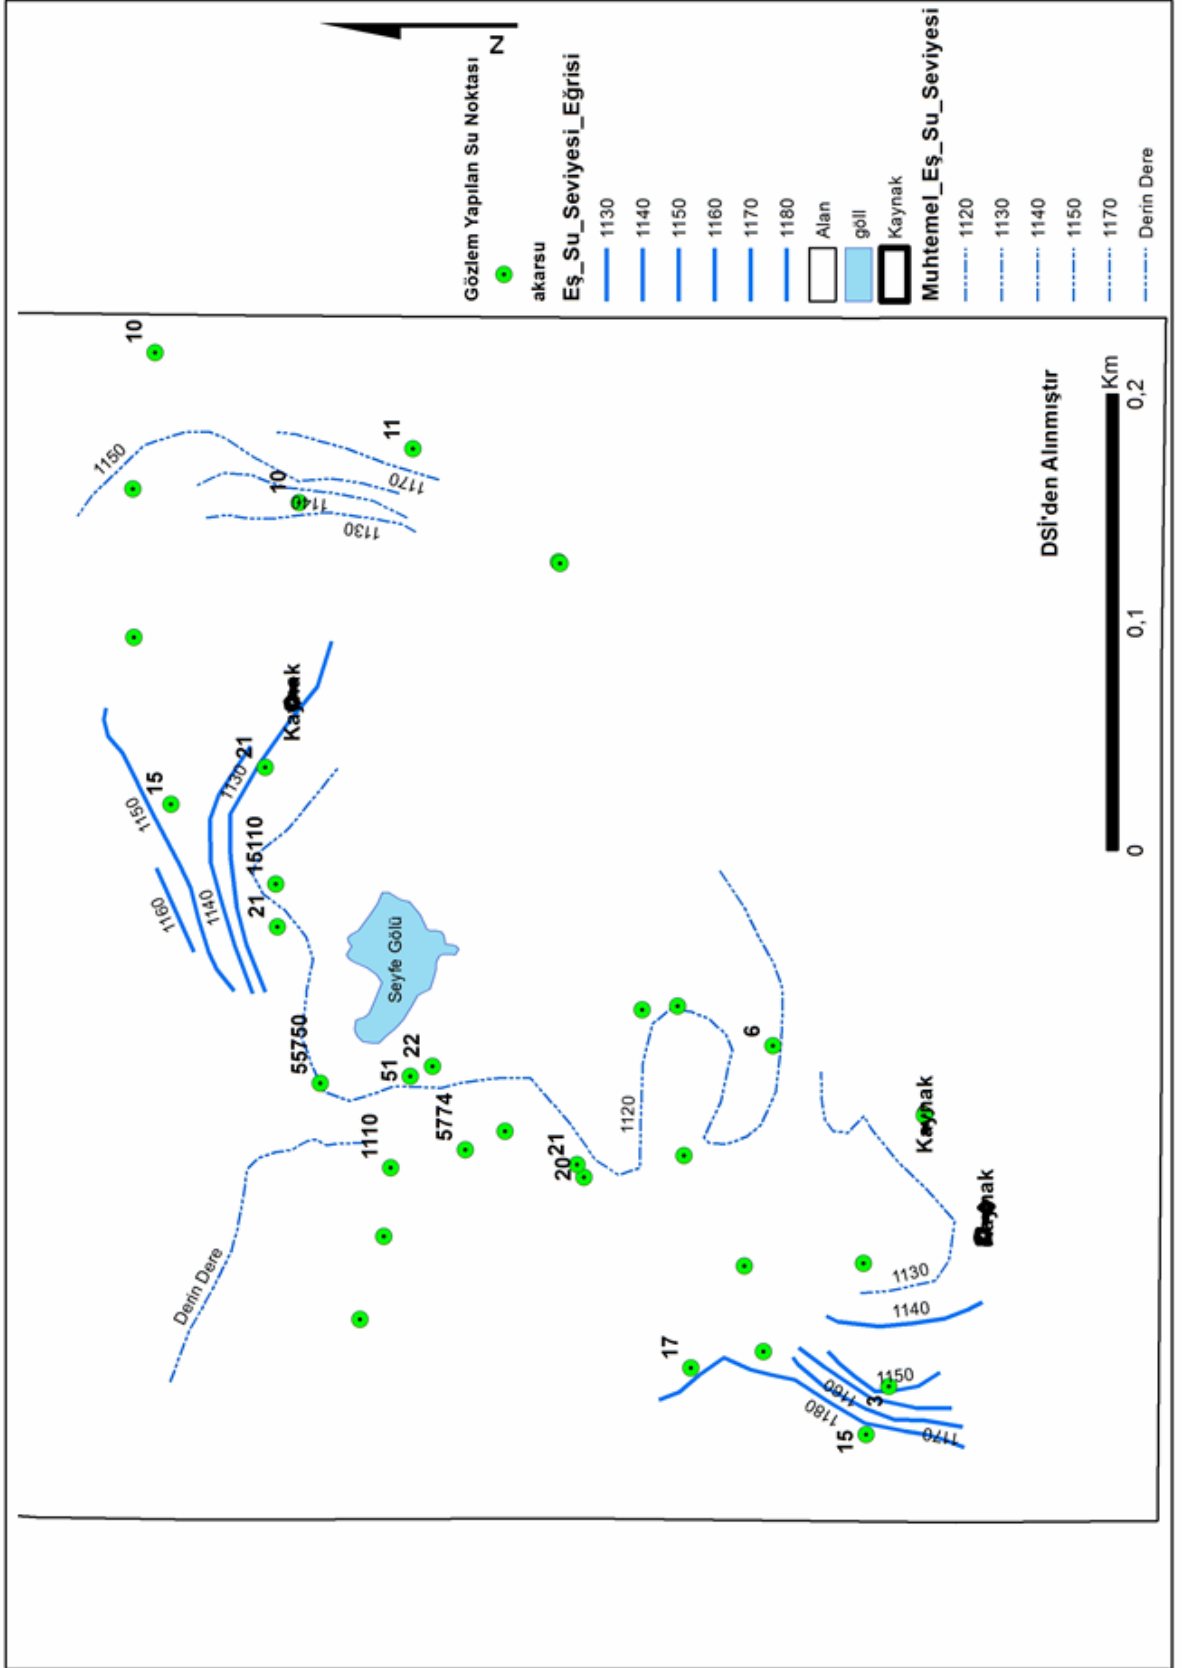 N
Gözlem Yapılan Su Noktası
akarsu
Eş_Su_Seviyesi_Eğrisi
1130
1140
1150
1160
1170
1180
Alan
göll
Kaynak
Muhtemel_Eş_Su_Seviyesi
1120
1130
1140
1150
1170
Derin Dere
10
1150
10
1140
1130
11
1170
Kaynak
15
1150
21
1130
1160
1140
15110
21
Seyfe Gölü
55750
51
22
1110
5774
Derin Dere
20
21
1120
6
Kaynak
Kaynak
1130
1140
17
1150
3
1160
1180
15
1170
DSİ'den Alınmıştır
0
0,1
0,2
Km